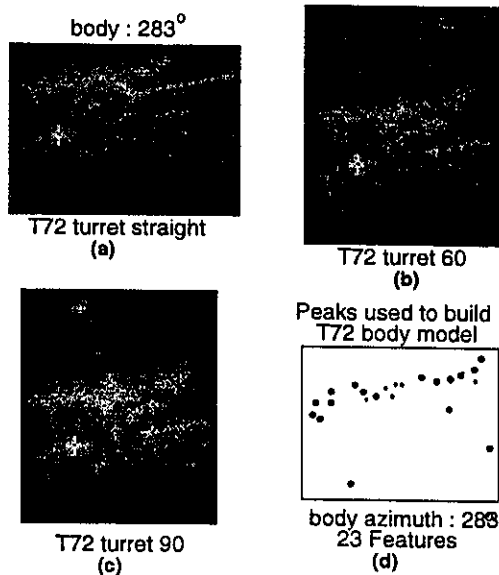 body : 283°
T72 turret straight
(a)
T72 turret 60
(b)
T72 turret 90
(c)
Peaks used to build
T72 body model
body azimuth : 283°
23 Features
(d)